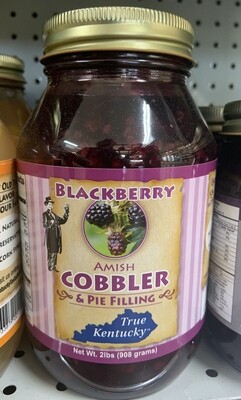 BLACKBERRY
AMISH
COBBLER
& PIE FILLING
True
Kentucky
Net Wt. 2lbs (908 grams)